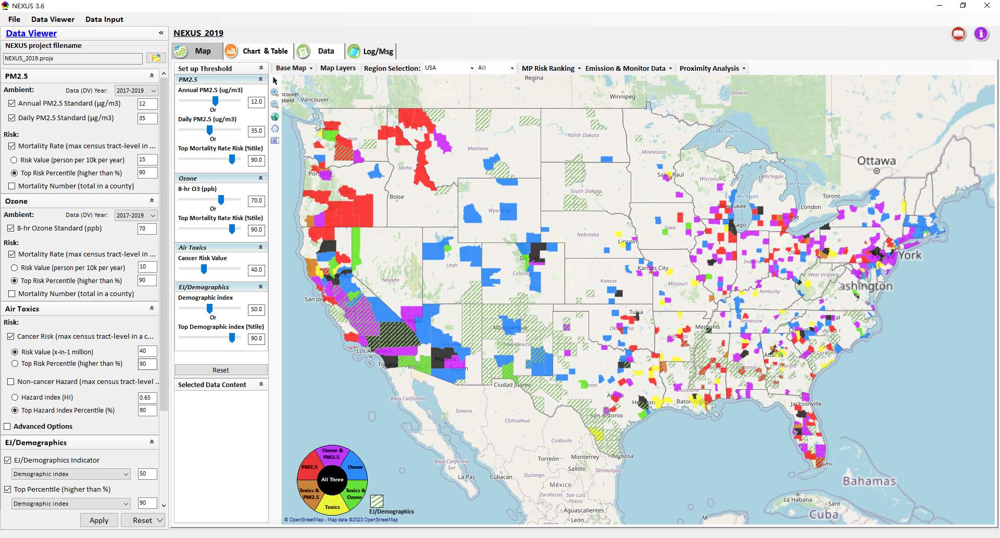 NEXUS 3.6
File Data Viewer Data Input
Data Viewer «
NEXUS project filename
NEXUS_2019.projx
PM2.5
Ambient: Data (DV) Year: 2017-2019
Annual PM2.5 Standard (µg/m3) 12
Daily PM2.5 Standard (µg/m3) 35
Risk:
Mortality Rate (max census tract-level in ...
Risk Value (person per 10k per year) 15
Top Risk Percentile (higher than %) 90
Mortality Number (total in a county)
Ozone
Ambient: Data (DV) Year: 2017-2019
8-hr Ozone Standard (ppb) 70
Risk:
Mortality Rate (max census tract-level in ...
Risk Value (person per 10k per year) 10
Top Risk Percentile (higher than %) 90
Mortality Number (total in a county)
Air Toxics
Risk:
Cancer Risk (max census tract-level in a c...
Risk Value (x-in-1 million) 40
Top Risk Percentile (higher than %) 90
Non-cancer Hazard (max census tract-level ..
Hazard Index (HI) 0.65
Top Hazard Index Percentile (%) 90
Advanced Options
EJ/Demographics
EJ/Demographics Indicator
Demographic index 50
Top Percentile (higher than %)
Demographic index 90
Apply Reset
NEXUS_2019
Map Chart & Table Data Log/Msg
Set up Threshold
PM2.5
Annual PM2.5 (ug/m3)
12.0
Or
Daily PM2.5 (ug/m3)
35.0
Or
Top Mortality Rate Risk (%tile)
90.0
Ozone
8-hr O3 (ppb)
70.0
Or
Top Mortality Rate Risk (%tile)
90.0
Air Toxics
Cancer Risk Value
40.0
EJ/Demographics
Demographic index
50.0
Or
Top Demographic index (%tile)
90.0
Reset
Selected Data Content
Base Map Map Layers Region Selection: USA All MP Risk Ranking Emission & Monitor Data Proximity Analysis
Regina
Ontario
ncouver
sland
Vancouver
Winnipeg
Seattle
Washington
Lake Superior
North Dakota
Montana
Minnesota
Ottawa
Idaho
Portland
Saint Paul
Wisconsin
Michigan
Lake Huron
Oregon
South Dakota
Toronto
Boise
Lake Michigan
Milwaukee
London
Wyoming
Detroit
Chicago
Iowa
Nebraska
Lincoln
P
New York
Ohio
Denver
Indiana
Utah
Colorado
Kansas City
Sacramento
Nevada
Kansas
Missouri
West Virginia
ashington
Kentucky
San Jose
Las Vegas
Tulsa
Ral
Tennessee
Albuquerque
Oklahoma
Memphis
Charlotte
North C
Arkansas
Arizona
New Mexico
Los Angeles
Phoenix
Dallas
Atlanta
South Carolina
Tijuana
Mexicali
Tucson
Mississippi
Alabama
Georgia
Ciudad Juárez
Texas
Louisiana
Baja California
Austin
Houston
Baton Rouge
Jacksonville
Sonora
San Antonio
Chihuahua
Florida
Coahuila
Monterrey
Reynosa
Torreón
Saltillo
Miami
Baja California
Sur
La Paz
Culiacán
Durango
Tamaulipas
Bahamas
México
Zacatecas
San Luis
Potosí
La Habana
Sant
Aguascalientes
Cuba
León
Jalisco
M
Ozone &
PM2.5
PM2.5
Ozone
All Three
Toxics &
PM2.5
Toxics &
Ozone
Toxics
EJ/Demographics
© OpenStreetMap - Map data ©2023 OpenStreetMap